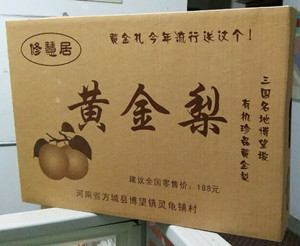 修慧居
黄金礼今年流行送这个！
黄金梨
三国名地博望坡
有机珍品黄金梨
建议全国零售价：188元
河南省方城县博望镇灵龟铺村